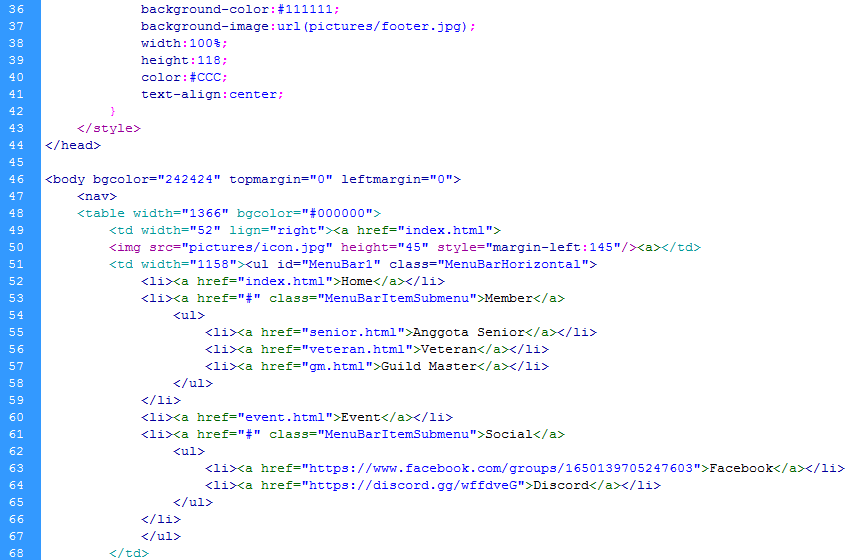 36             background-color:#111111;
37             background-image:url(pictures/footer.jpg);
38             width:100%;
39             height:118;
40             color:#CCC;
41             text-align:center;
42         }
43     </style>
44 </head>
45
46 <body bgcolor="242424" topmargin="0" leftmargin="0">
47     <nav>
48     <table width="1366" bgcolor="#000000">
49         <td width="52" lign="right"><a href="index.html">
50         <img src="pictures/icon.jpg" height="45" style="margin-left:145"/><a></td>
51         <td width="1158"><ul id="MenuBar1" class="MenuBarHorizontal">
52             <li><a href="index.html">Home</a></li>
53             <li><a href="#" class="MenuBarItemSubmenu">Member</a>
54                 <ul>
55                     <li><a href="senior.html">Anggota Senior</a></li>
56                     <li><a href="veteran.html">Veteran</a></li>
57                     <li><a href="gm.html">Guild Master</a></li>
58                 </ul>
59             </li>
60             <li><a href="event.html">Event</a></li>
61             <li><a href="#" class="MenuBarItemSubmenu">Social</a>
62                 <ul>
63                     <li><a href="https://www.facebook.com/groups/1650139705247603">Facebook</a></li>
64                     <li><a href="https://discord.gg/wffdveG">Discord</a></li>
65                 </ul>
66             </li>
67             </ul>
68         </td>